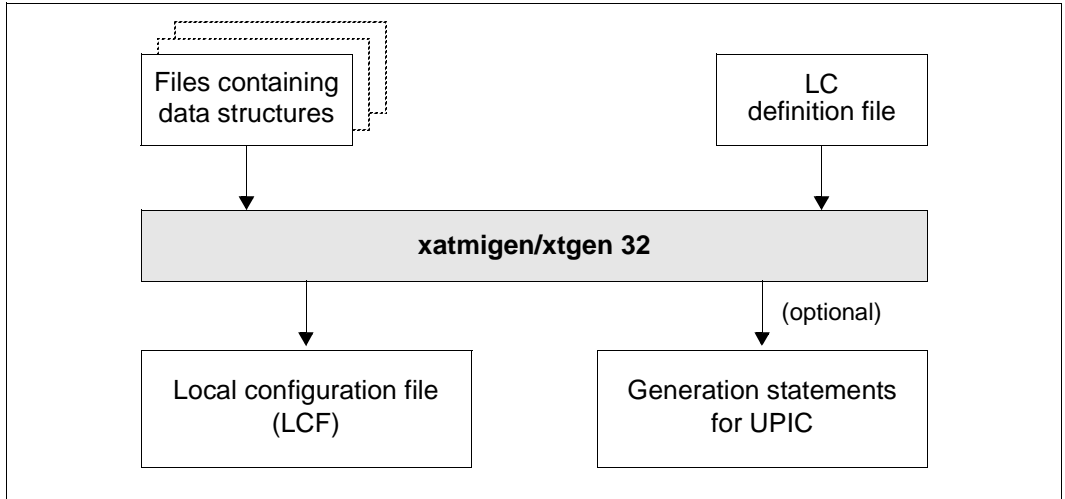 Files containing
data structures
LC
definition file
xatmigen/xtgen 32
(optional)
Local configuration file
(LCF)
Generation statements
for UPIC